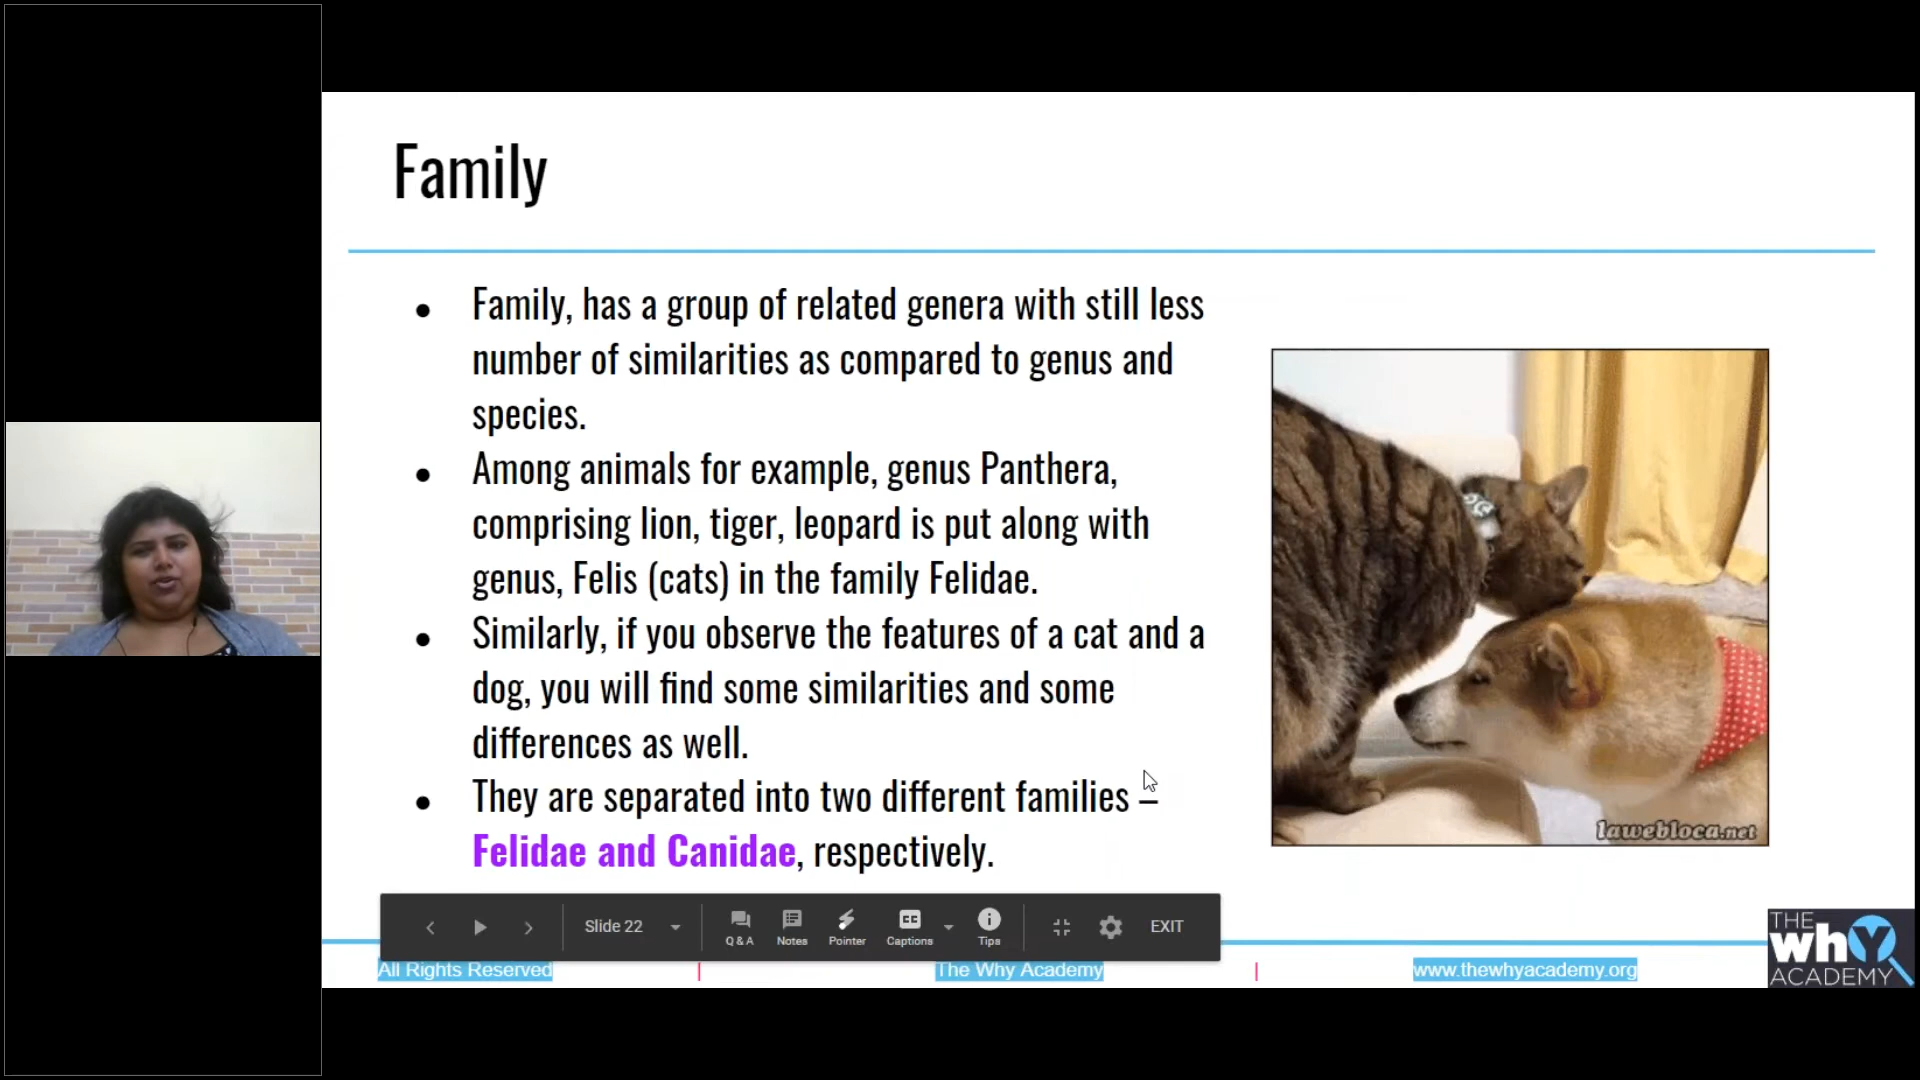 Family
● Family, has a group of related genera with still less
number of similarities as compared to genus and
species.
● Among animals for example, genus Panthera,
comprising lion, tiger, leopard is put along with
genus, Felis (cats) in the family Felidae.
● Similarly, if you observe the features of a cat and a
dog, you will find some similarities and some
differences as well.
● They are separated into two different families –
Felidae and Canidae, respectively.
lawebloca.net
Slide 22
Q & A
Notes
Pointer
CC
Captions
Tips
EXIT
All Rights Reserved | The Why Academy | www.thewhyacademy.org
THE
whY
ACADEMY